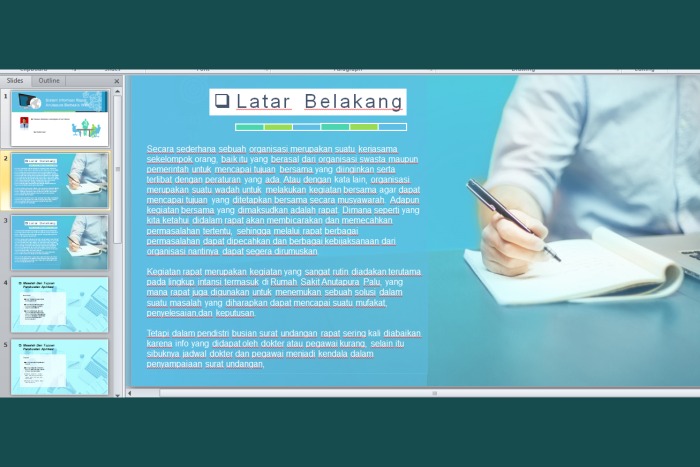 Slides Outline
1
2
3
4
5
Latar Belakang
Secara sederhana sebuah organisasi merupakan suatu kerjasama
sekelompok orang, baik itu yang berasal dari organisasi swasta maupun
pemerintah untuk mencapai tujuan bersama yang diinginkan serta
terlibat dengan peraturan yang ada. Atau dengan kata lain, organisasi
merupakan suatu wadah untuk melakukan kegiatan bersama agar dapat
mencapai tujuan yang ditetapkan bersama secara musyawarah. Adapun
kegiatan bersama yang dimaksudkan adalah rapat. Dimana seperti yang
kita ketahui didalam rapat akan membicarakan dan memecahkan
permasalahan tertentu, sehingga melalui rapat berbagai
permasalahan dapat dipecahkan dan berbagai kebijaksanaan dari
organisasi nantinya dapat segera dirumuskan.
Kegiatan rapat merupakan kegiatan yang sangat rutin diadakan terutama
pada lingkup intansi termasuk di Rumah Sakit Anutapura Palu, yang
mana rapat juga digunakan untuk menemukan sebuah solusi dalam
suatu masalah yang diharapkan dapat mencapai suatu mufakat,
penyelesaian,dan keputusan.
Tetapi dalam pendistri busian surat undangan rapat sering kali diabaikan
karena info yang didapat oleh dokter atau pegawai kurang, selain itu
sibuknya jadwal dokter dan pegawai menjadi kendala dalam
penyampaiaan surat undangan,